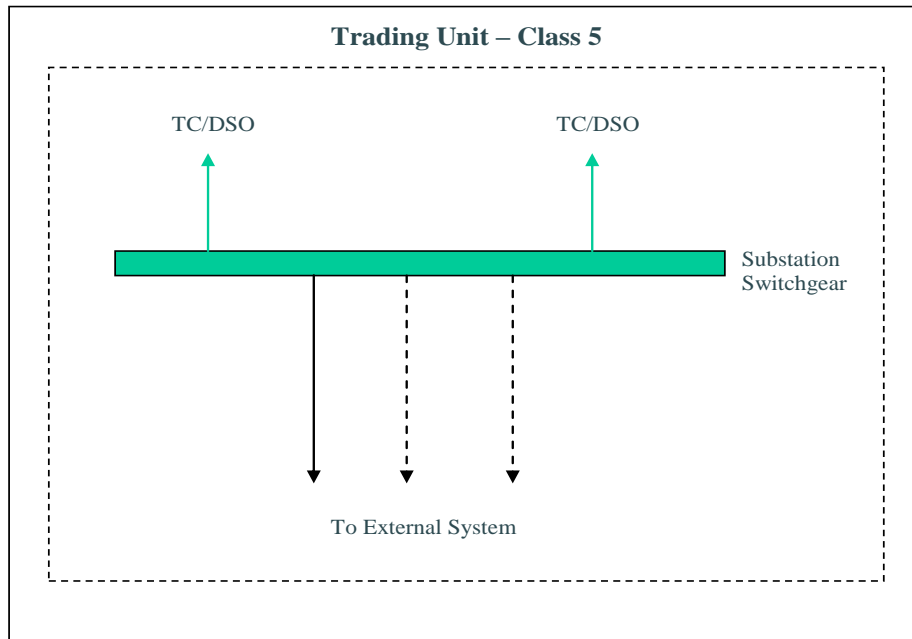 Trading Unit – Class 5
TC/DSO
TC/DSO
Substation
Switchgear
To External System